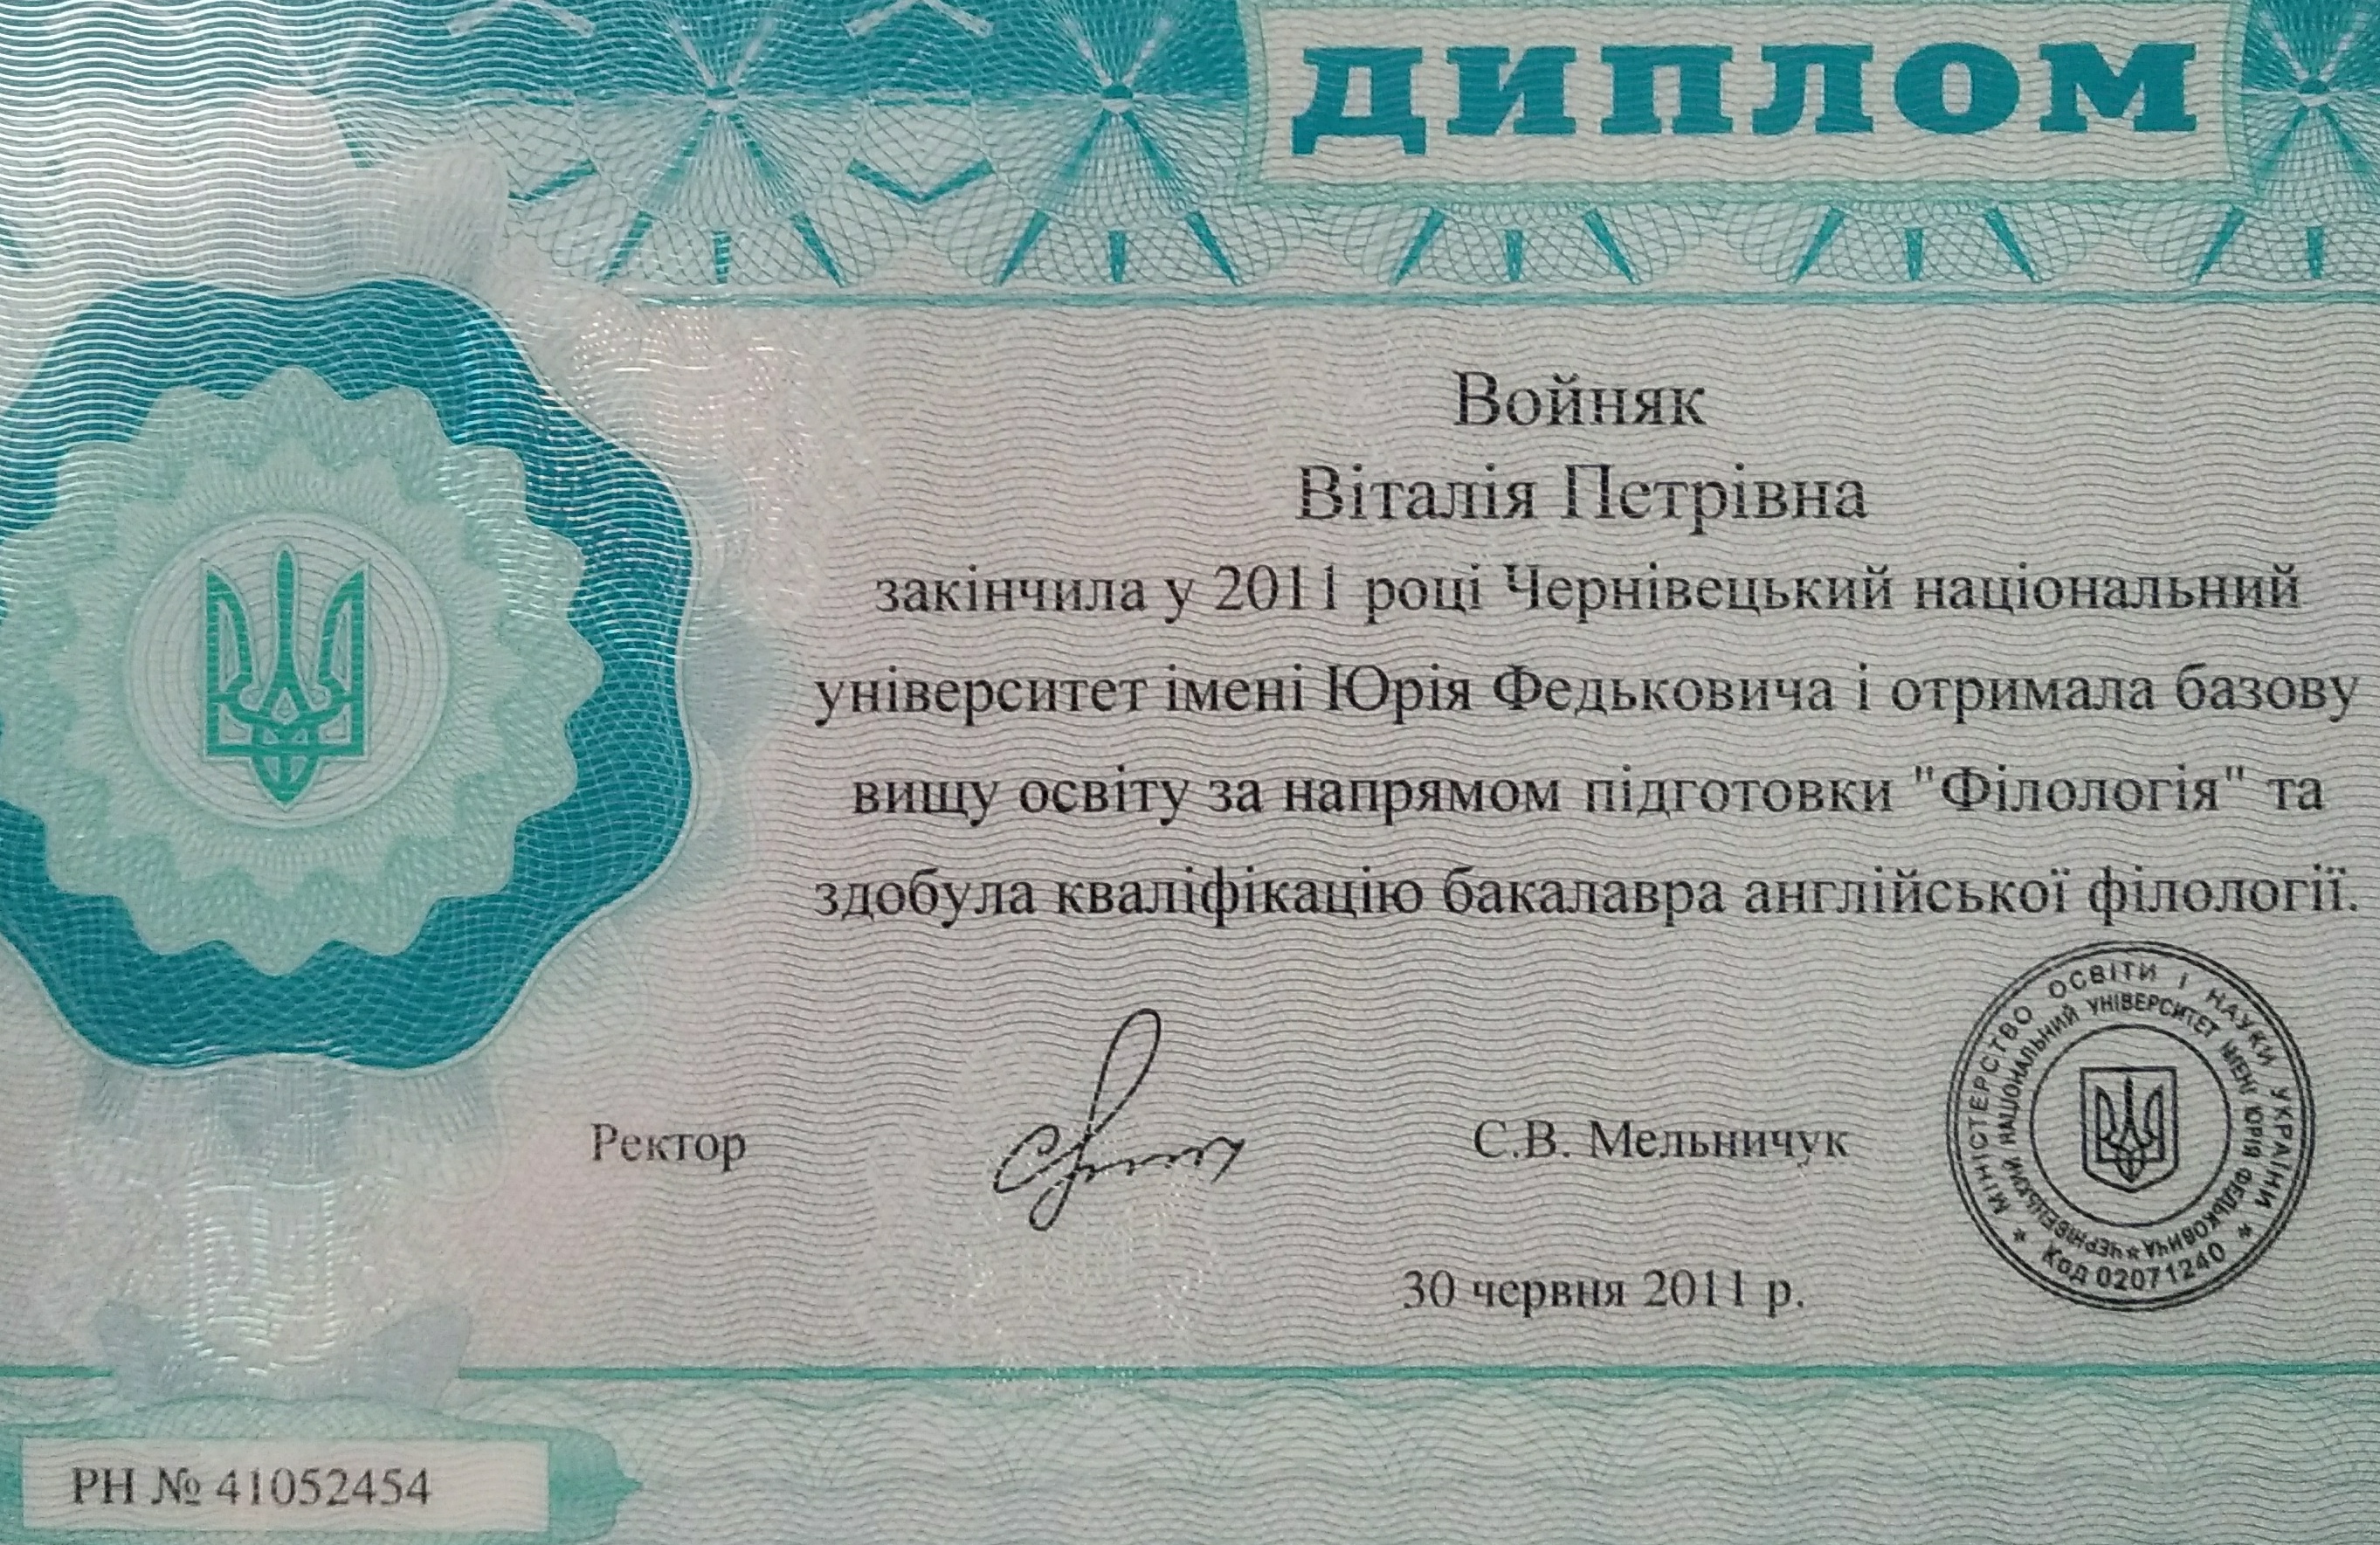 ДИПЛОМ
Войняк
Віталія Петрівна
закінчила у 2011 році Чернівецький національний
університет імені Юрія Федьковича і отримала базову
вищу освіту за напрямом підготовки "Філологія" та
здобула кваліфікацію бакалавра англійської філології.
Ректор С.В. Мельничук
30 червня 2011 р.
МІНІСТЕРСТВО ОСВІТИ І НАУКИ УКРАЇНИ
* Код 02071240 *
ЧЕРНІВЕЦЬКИЙ НАЦІОНАЛЬНИЙ УНІВЕРСИТЕТ ІМЕНІ ЮРІЯ ФЕДЬКОВИЧА *
РН № 41052454